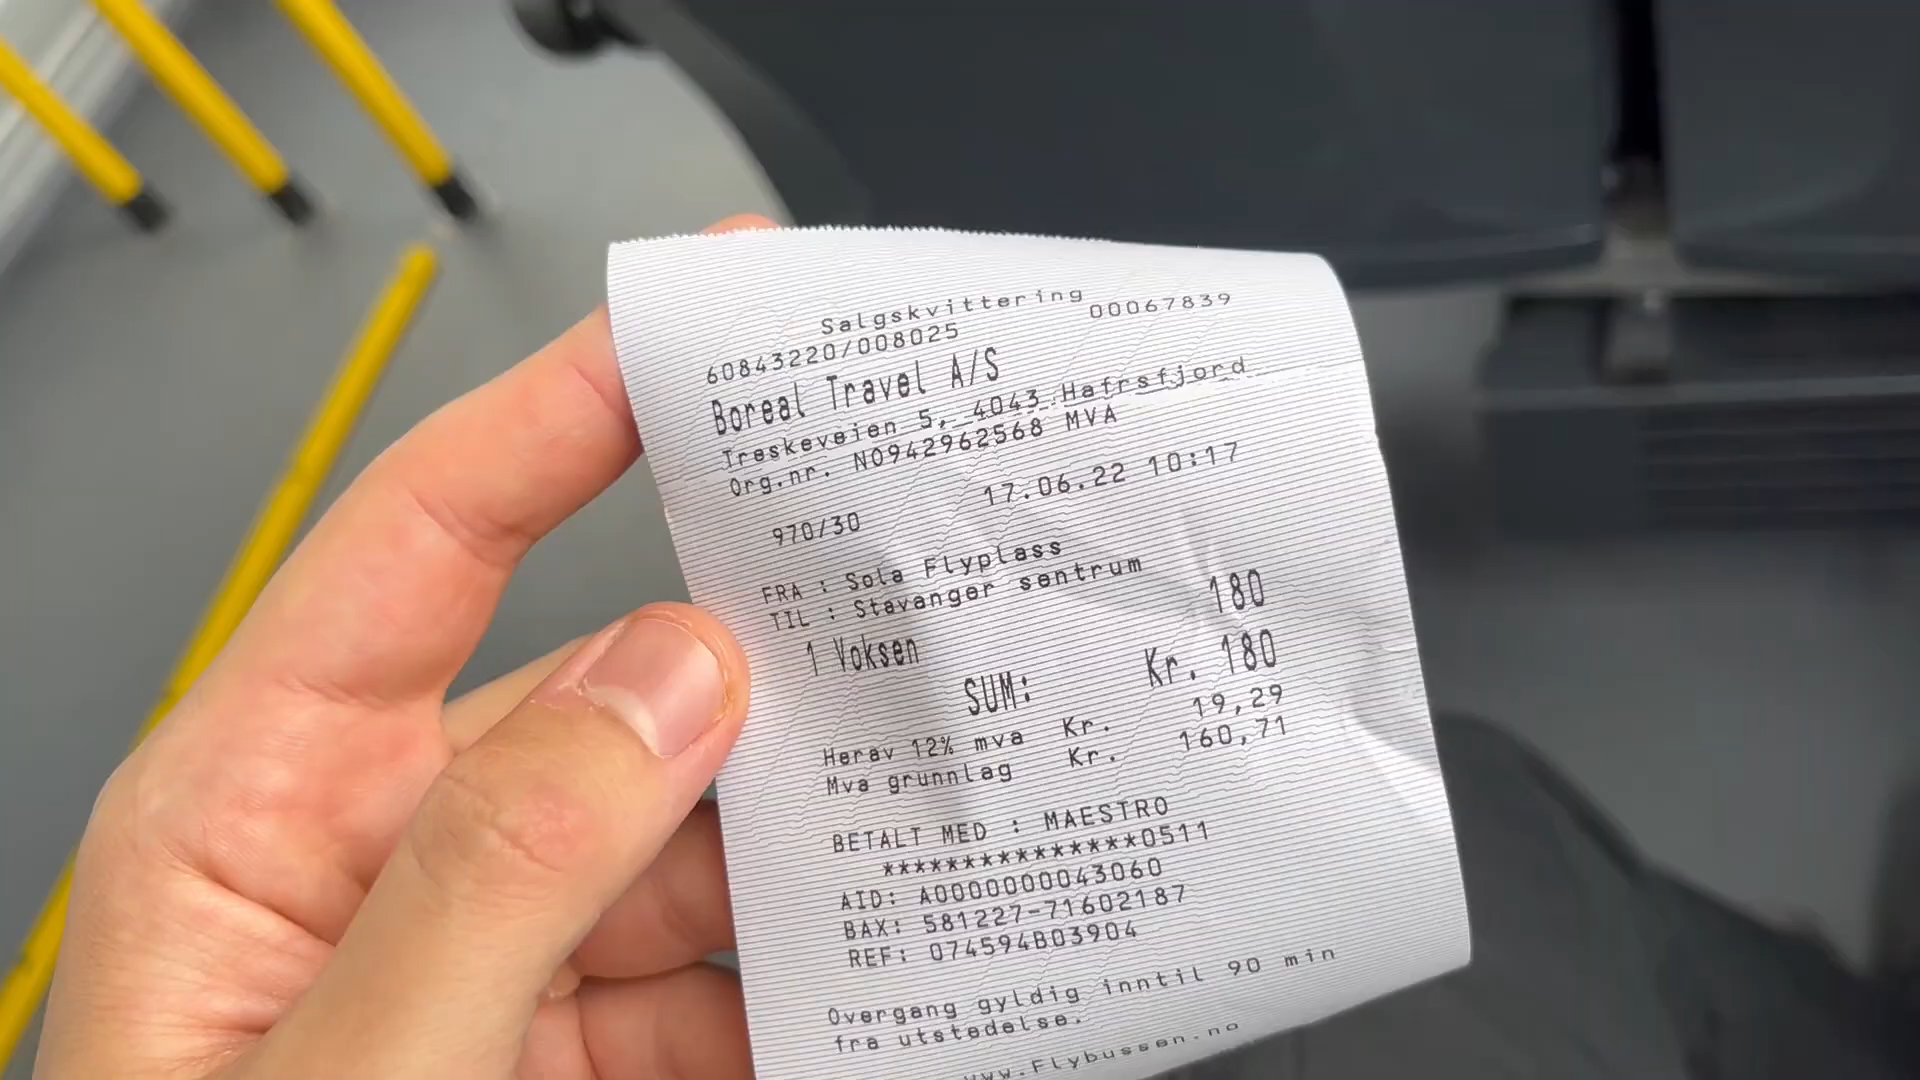 Salgskvittering
60843220/008025 00067839
Boreal Travel A/S
Treskeveien 5, 4043 Hafrsfjord
Org.nr. NO942962568 MVA
970/30 17.06.22 10:17
FRA : Sola Flyplass
TIL : Stavanger sentrum
1 Voksen 180
SUM: Kr. 180
Herav 12% mva Kr. 19,29
Mva grunnlag Kr. 160,71
BETALT MED : MAESTRO
***************0511
AID: A0000000043060
BAX: 581227-71602187
REF: 074594B03904
Overgang gyldig inntil 90 min
fra utstedelse.
www.Flybussen.no